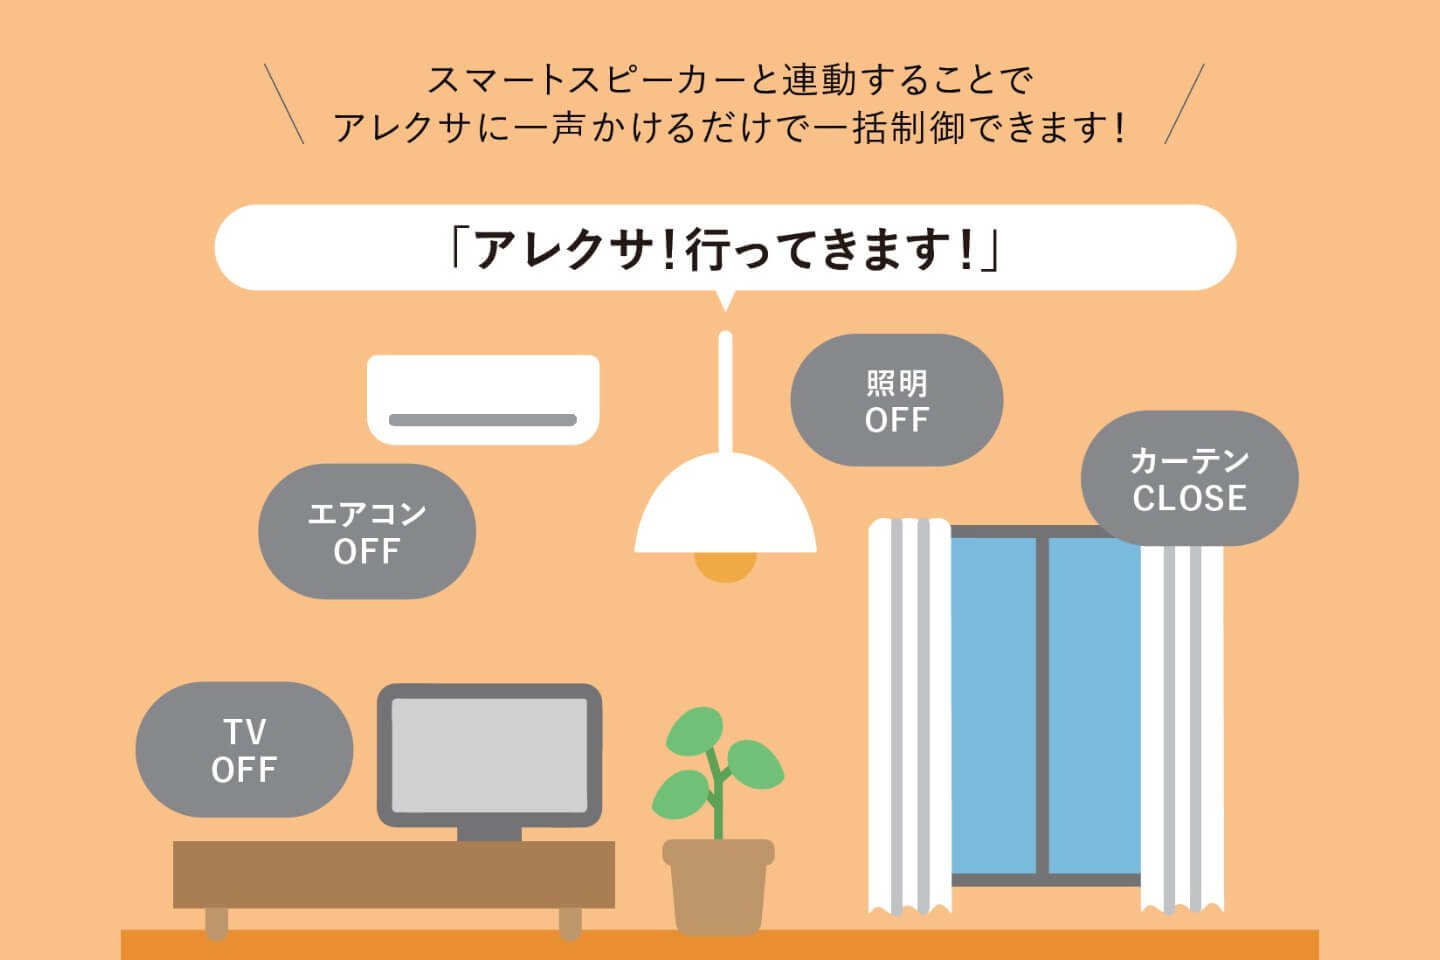 スマートスピーカーと連動することで
アレクサに一声かけるだけで一括制御できます！
「アレクサ！行ってきます！」
照明
OFF
カーテン
CLOSE
エアコン
OFF
TV
OFF